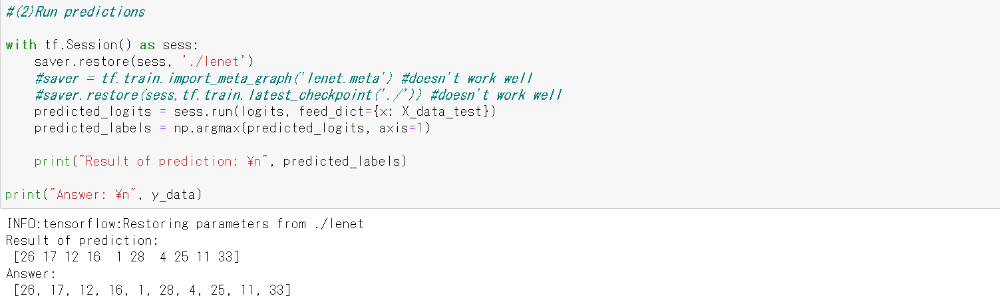 #(2)Run predictions
with tf.Session() as sess:
    saver.restore(sess, './lenet')
    #saver = tf.train.import_meta_graph('lenet.meta') #doesn't work well
    #saver.restore(sess,tf.train.latest_checkpoint('./')) #doesn't work well
    predicted_logits = sess.run(logits, feed_dict={x: X_data_test})
    predicted_labels = np.argmax(predicted_logits, axis=1)
    print("Result of prediction: ¥n", predicted_labels)
print("Answer: ¥n", y_data)
INFO:tensorflow:Restoring parameters from ./lenet
Result of prediction:
 [26 17 12 16  1 28  4 25 11 33]
Answer:
 [26, 17, 12, 16, 1, 28, 4, 25, 11, 33]